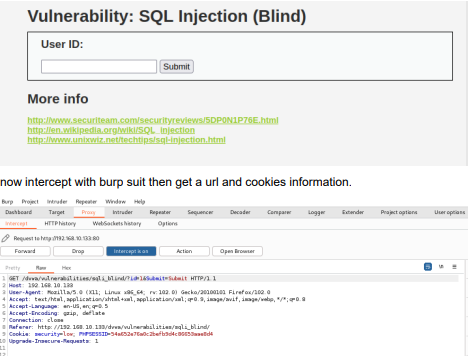 Vulnerability: SQL Injection (Blind)
User ID:
Submit
More info
http://www.securiteam.com/securityreviews/5DP0N1P76E.html
http://en.wikipedia.org/wiki/SQL_injection
http://www.unixwiz.net/techtips/sql-injection.html
now intercept with burp suit then get a url and cookies information.
Burp Project Intruder Repeater Window Help
Dashboard Target Proxy Intruder Repeater Sequencer Decoder Comparer Logger Extender Project options User options
Intercept HTTP history WebSockets history Options
Request to http://192.168.10.133:80
Forward Drop Intercept is on Action Open Browser
Pretty Raw Hex
1 GET /dvwa/vulnerabilities/sqli_blind/?id=1&Submit=Submit HTTP/1.1
2 Host: 192.168.10.133
3 User-Agent: Mozilla/5.0 (X11; Linux x86_64; rv:102.0) Gecko/20100101 Firefox/102.0
4 Accept: text/html,application/xhtml+xml,application/xml;q=0.9,image/avif,image/webp,*/*;q=0.8
5 Accept-Language: en-US,en;q=0.5
6 Accept-Encoding: gzip, deflate
7 Connection: close
8 Referer: http://192.168.10.133/dvwa/vulnerabilities/sqli_blind/
9 Cookie: security=low; PHPSESSID=
10 Upgrade-Insecure-Requests: 1
11
12